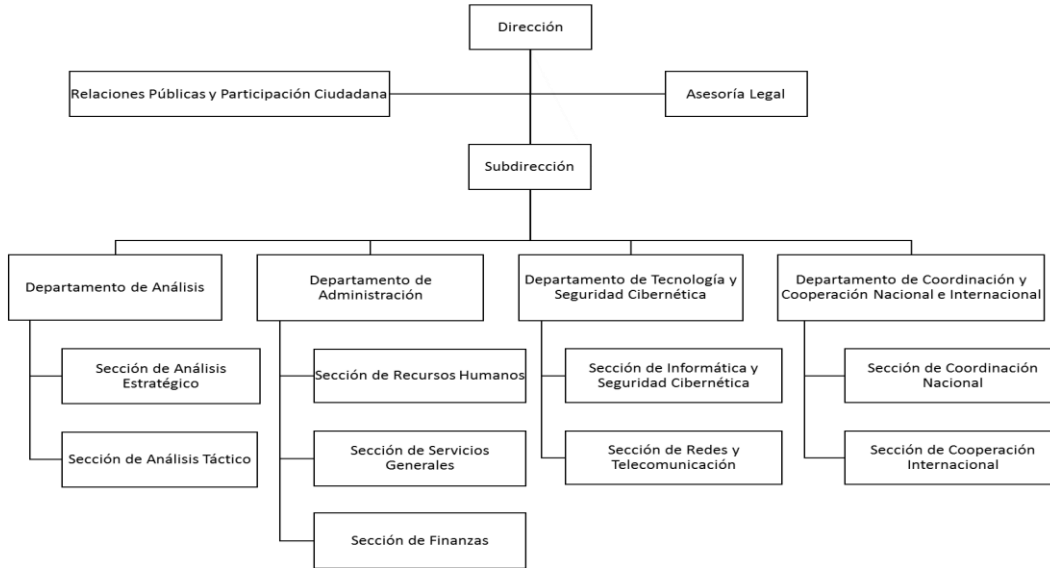 Dirección
Relaciones Públicas y Participación Ciudadana
Asesoría Legal
Subdirección
Departamento de Análisis
Departamento de
Administración
Departamento de Tecnología y
Seguridad Cibernética
Departamento de Coordinación y
Cooperación Nacional e Internacional
Sección de Análisis
Estratégico
Sección de Recursos Humanos
Sección de Informática y
Seguridad Cibernética
Sección de Coordinación
Nacional
Sección de Análisis Táctico
Sección de Servicios
Generales
Sección de Redes y
Telecomunicación
Sección de Cooperación
Internacional
Sección de Finanzas